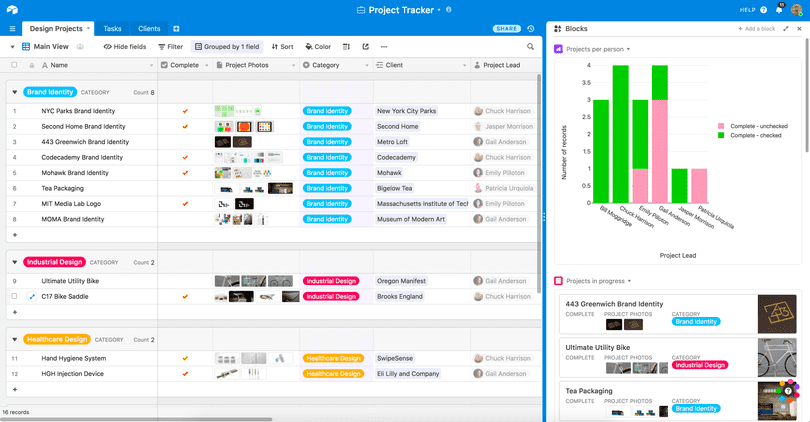 Project Tracker
HELP
Design Projects
Tasks
Clients
SHARE
Main View
Hide fields
Filter
Grouped by 1 field
Sort
Color
Name
Complete
Project Photos
Category
Client
Project Lead
Brand Identity CATEGORY Count 8
1 NYC Parks Brand Identity Brand Identity New York City Parks Chuck Harrison
2 Second Home Brand Identity Brand Identity Second Home Jasper Morrison
3 443 Greenwich Brand Identity Brand Identity Metro Loft Gail Anderson
4 Codecademy Brand Identity Brand Identity Codecademy Chuck Harrison
5 Mohawk Brand Identity Brand Identity Mohawk Emily Piloton
6 Tea Packaging Brand Identity Bigelow Tea Patricia Urquiola
7 MIT Media Lab Logo Brand Identity Massachusetts Institute of Tech Chuck Harrison
8 MOMA Brand Identity Brand Identity Museum of Modern Art Gail Anderson
+
Industrial Design CATEGORY Count 2
9 Ultimate Utility Bike Industrial Design Oregon Manifest Gail Anderson
C17 Bike Saddle Industrial Design Brooks England Chuck Harrison
+
Healthcare Design CATEGORY Count 2
11 Hand Hygiene System Healthcare Design SwipeSense Chuck Harrison
12 HGH Injection Device Healthcare Design Eli Lilly and Company Gail Anderson
+
16 records
Blocks
+ Add a block
Projects per person
Number of records
4
4.5
3
2.5
2
1.5
1
0.5
0
Bill Moggridge
Chuck Harrison
Emily Piloton
Gail Anderson
Jasper Morrison
Patricia Urquiola
Project Lead
Complete - unchecked
Complete - checked
Projects in progress
443 Greenwich Brand Identity
COMPLETE PROJECT PHOTOS CATEGORY
Brand Identity
Ultimate Utility Bike
COMPLETE PROJECT PHOTOS CATEGORY
Industrial Design
Tea Packaging
COMPLETE PROJECT PHOTOS CATEGORY
Brand Identity
?